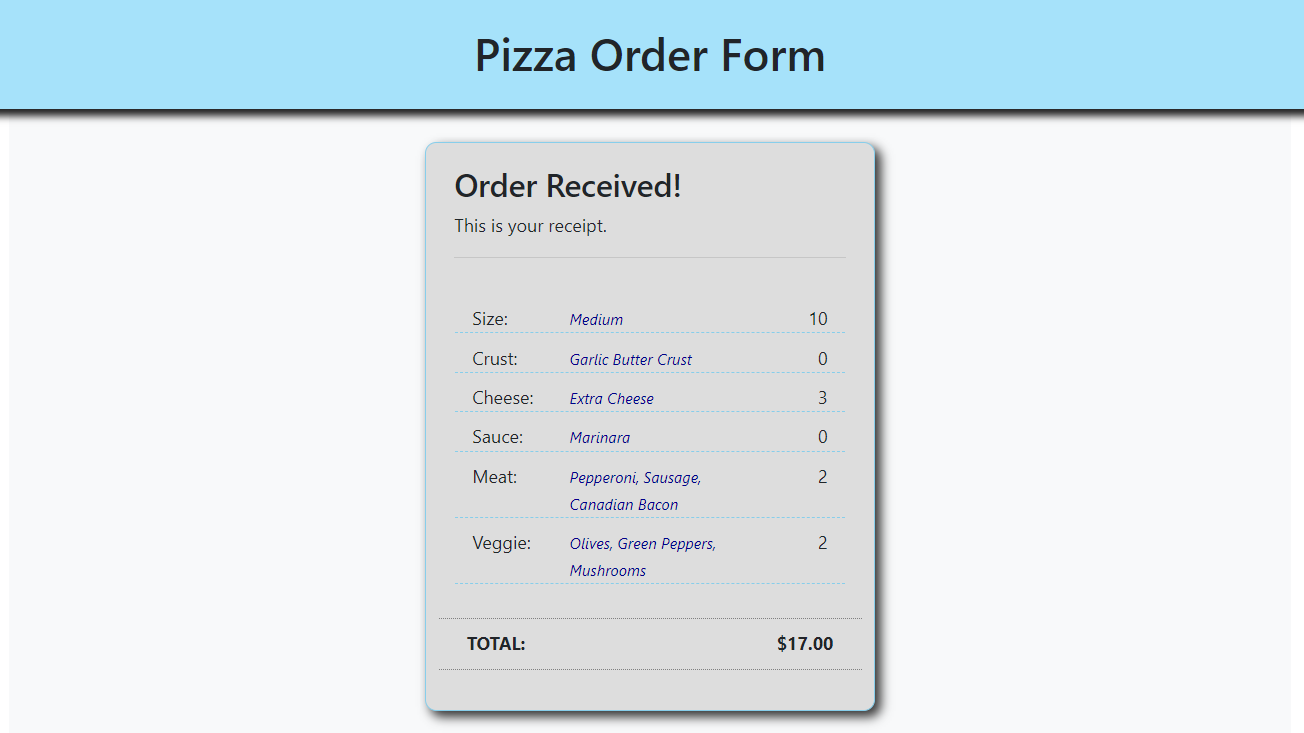 Pizza Order Form
Order Received!
This is your receipt.
Size: Medium 10
Crust: Garlic Butter Crust 0
Cheese: Extra Cheese 3
Sauce: Marinara 0
Meat: Pepperoni, Sausage, 2
Canadian Bacon
Veggie: Olives, Green Peppers, 2
Mushrooms
TOTAL: $17.00